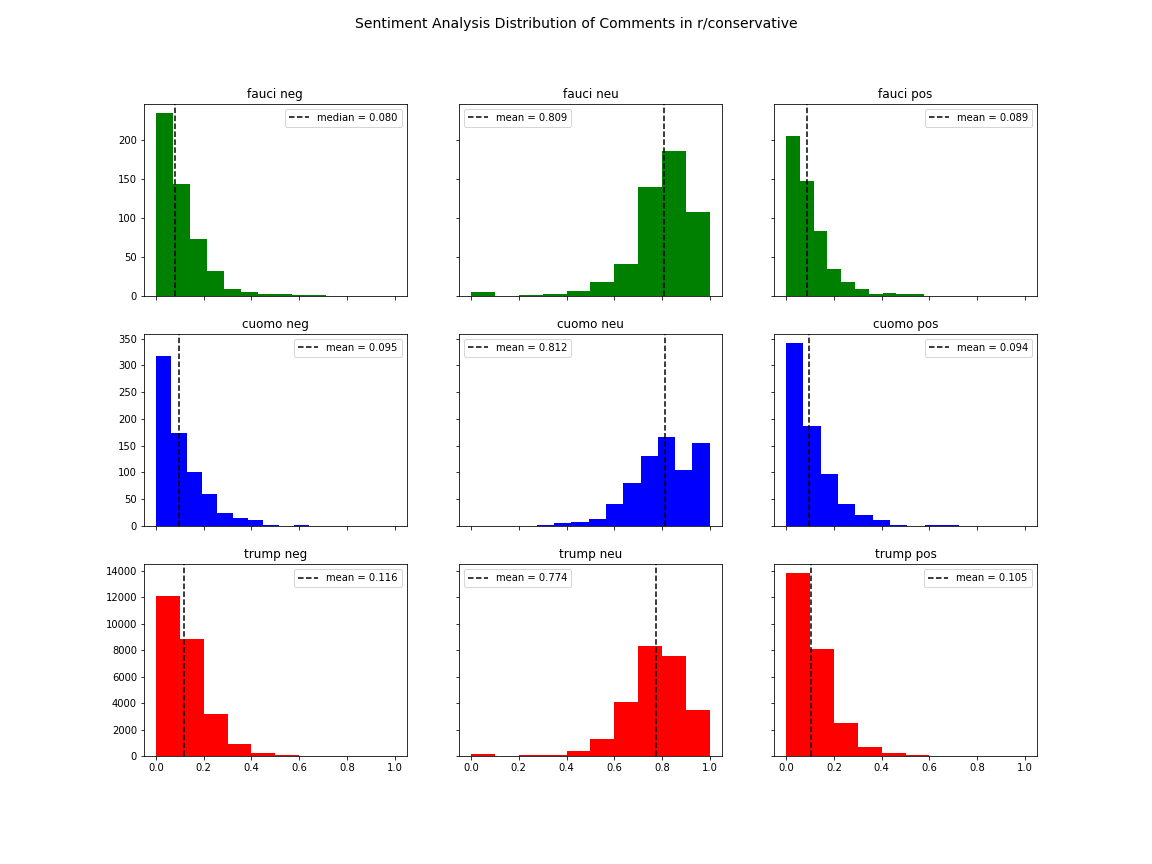 Sentiment Analysis Distribution of Comments in r/conservative
fauci neg
fauci neu
fauci pos
median = 0.080
mean = 0.809
mean = 0.089
200
150
100
50
0
cuomo neg
cuomo neu
cuomo pos
mean = 0.095
mean = 0.812
mean = 0.094
350
300
250
200
150
100
50
0
trump neg
trump neu
trump pos
mean = 0.116
mean = 0.774
mean = 0.105
14000
12000
10000
8000
6000
4000
2000
0
0.0 0.2 0.4 0.6 0.8 1.0
0.0 0.2 0.4 0.6 0.8 1.0
0.0 0.2 0.4 0.6 0.8 1.0